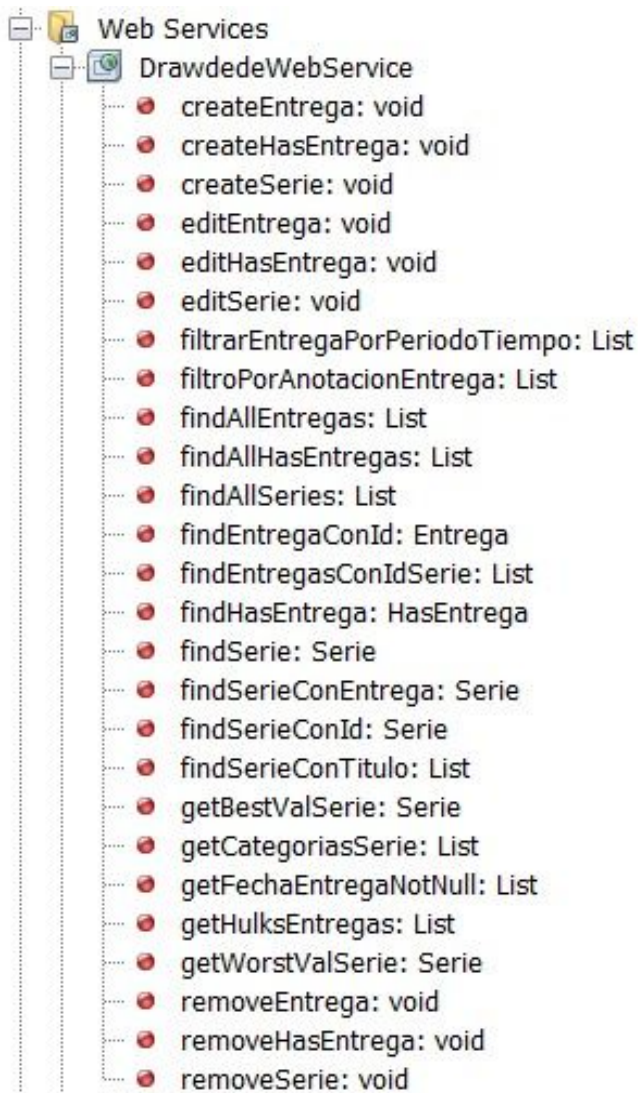 Web Services
DrawdedeWebService
createEntrega: void
createHasEntrega: void
createSerie: void
editEntrega: void
editHasEntrega: void
editSerie: void
filtrarEntregaPorPeriodoTiempo: List
filtroPorAnotacionEntrega: List
findAllEntregas: List
findAllHasEntregas: List
findAllSeries: List
findEntregaConId: Entrega
findEntregasConIdSerie: List
findHasEntrega: HasEntrega
findSerie: Serie
findSerieConEntrega: Serie
findSerieConId: Serie
findSerieConTitulo: List
getBestValSerie: Serie
getCategoriasSerie: List
getFechaEntregaNotNull: List
getHulksEntregas: List
getWorstValSerie: Serie
removeEntrega: void
removeHasEntrega: void
removeSerie: void